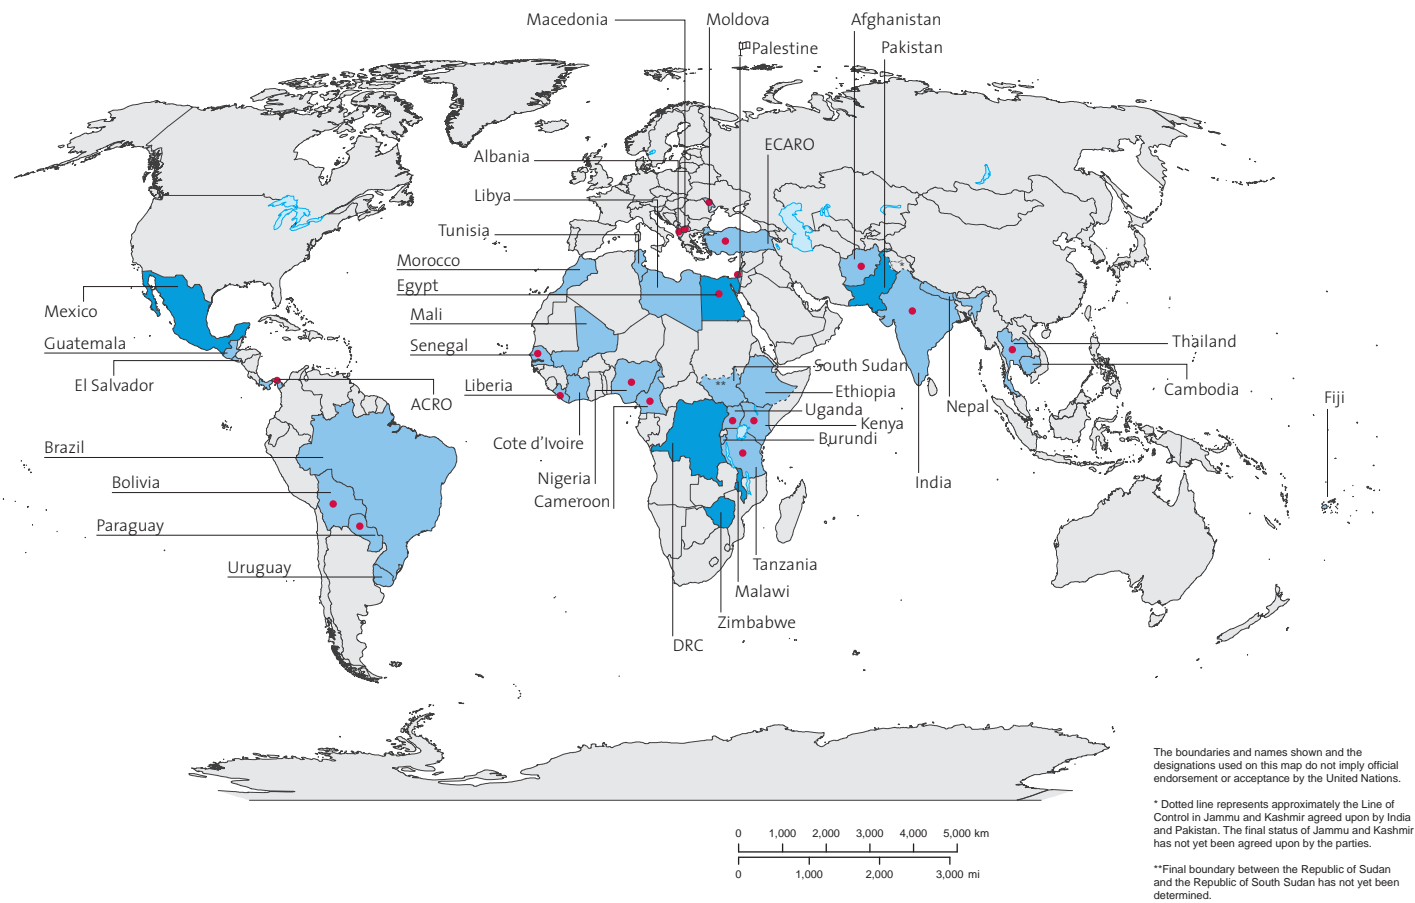 Macedonia
Moldova
Afghanistan
Palestine
Pakistan
ECARO
Albania
Libya
Tunisia
Morocco
Egypt
Mali
Senegal
Liberia
Mexico
Guatemala
El Salvador
ACRO
Brazil
Bolivia
Paraguay
Uruguay
Cote d'Ivoire
Nigeria
Cameroon
South Sudan
Ethiopia
Uganda
Kenya
Burundi
Thailand
Cambodia
Nepal
Fiji
India
Tanzania
Malawi
Zimbabwe
DRC
*
**
The boundaries and names shown and the
designations used on this map do not imply official
endorsement or acceptance by the United Nations.
* Dotted line represents approximately the Line of
Control in Jammu and Kashmir agreed upon by India
and Pakistan. The final status of Jammu and Kashmir
has not yet been agreed upon by the parties.
**Final boundary between the Republic of Sudan
and the Republic of South Sudan has not yet been
determined.
0 1,000 2,000 3,000 4,000 5,000 km
0 1,000 2,000 3,000 mi